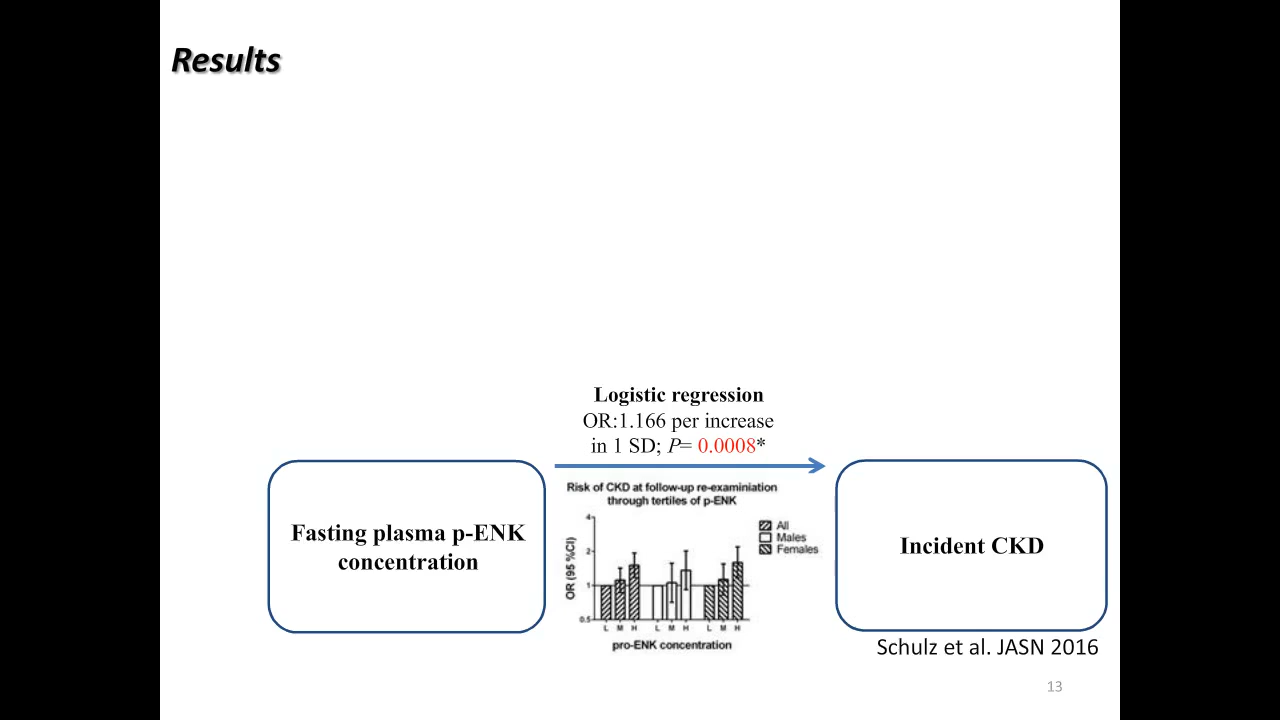 Results
Logistic regression
OR:1.166 per increase
in 1 SD; P= 0.0008*
Fasting plasma p-ENK
concentration
Risk of CKD at follow-up re-examiniation
through tertiles of p-ENK
OR (95 %CI)
4
2
1
0.5
L M H L M H L M H
pro-ENK concentration
All
Males
Females
Incident CKD
Schulz et al. JASN 2016
13